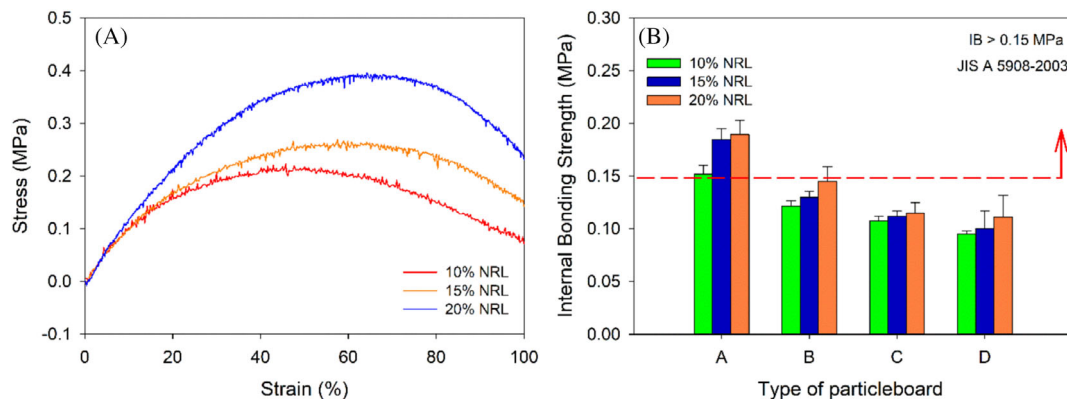 (A)
0.5
0.4
0.3
0.2
0.1
0.0
-0.1
Stress (MPa)
0 20 40 60 80 100
Strain (%)
10% NRL
15% NRL
20% NRL
(B)
0.30
0.25
0.20
0.15
0.10
0.05
0.00
Internal Bonding Strength (MPa)
10% NRL
15% NRL
20% NRL
IB > 0.15 MPa
JIS A 5908-2003
A B C D
Type of particleboard